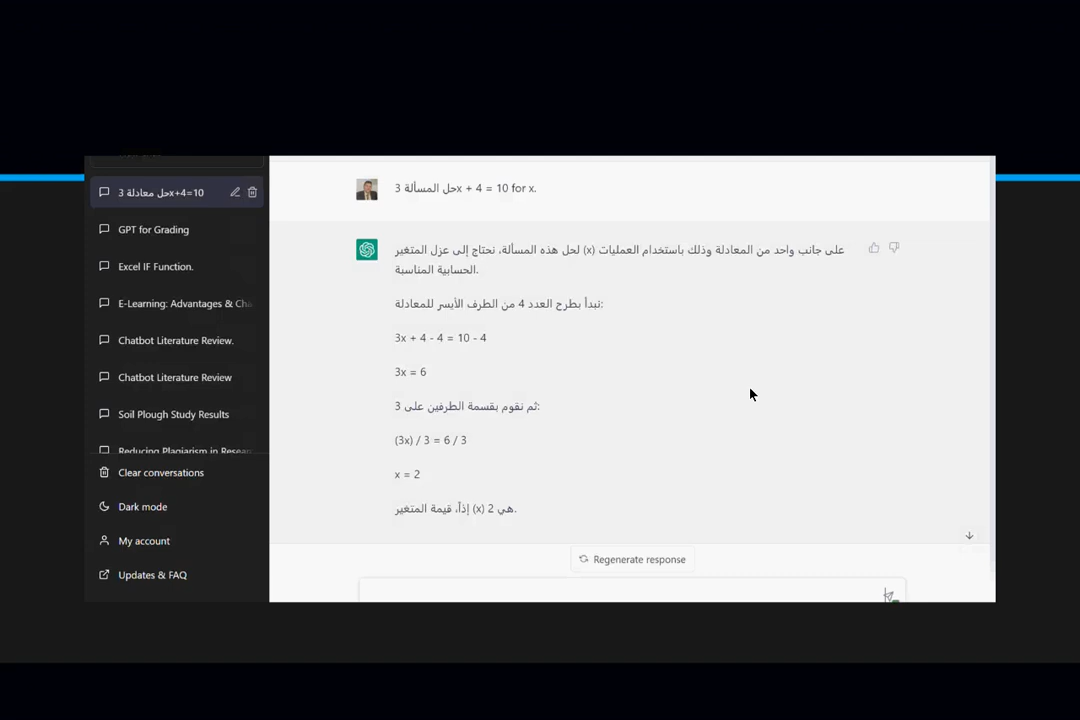 حل معادلة 3x+4=10
GPT for Grading
Excel IF Function.
E-Learning: Advantages & Cha
Chatbot Literature Review.
Chatbot Literature Review
Soil Plough Study Results
Reducing Plagiarism in Resear
Clear conversations
Dark mode
My account
Updates & FAQ
حل المسألة 3x + 4 = 10 for x.
لحل هذه المسألة، نحتاج إلى عزل المتغير (x) على جانب واحد من المعادلة وذلك باستخدام العمليات
الحسابية المناسبة.
نبدأ بطرح العدد 4 من الطرف الأيسر للمعادلة:
3x + 4 - 4 = 10 - 4
3x = 6
ثم نقوم بقسمة الطرفين على 3:
(3x) / 3 = 6 / 3
x = 2
إذاً، قيمة المتغير (x) هي 2.
Regenerate response